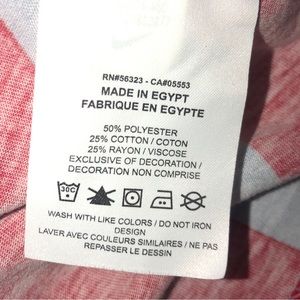 RN#56323 - CA#05553
MADE IN EGYPT
FABRIQUE EN EGYPTE
50% POLYESTER
25% COTTON / COTON
25% RAYON / VISCOSE
EXCLUSIVE OF DECORATION /
DECORATION NON COMPRISE
30C
WASH WITH LIKE COLORS / DO NOT IRON
DESIGN
LAVER AVEC COULEURS SIMILAIRES / NE PAS
REPASSER LE DESSIN